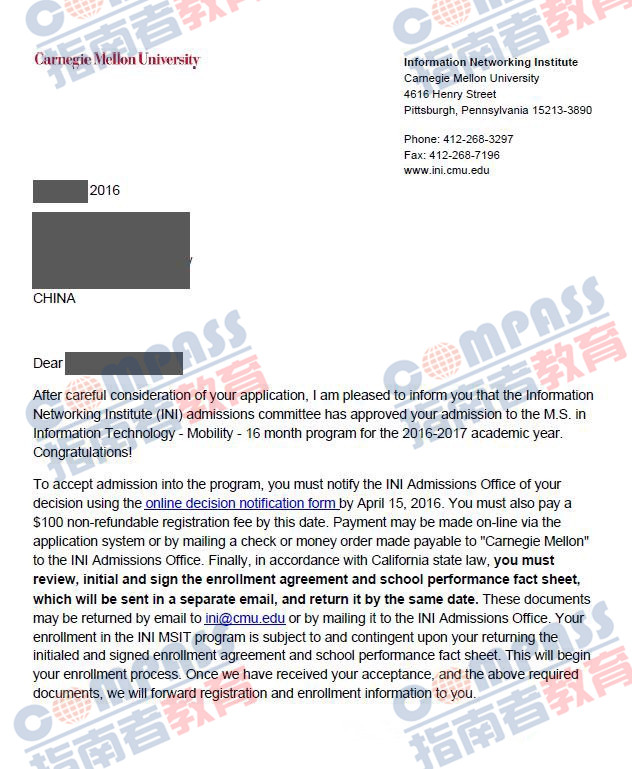 Carnegie Mellon University
Information Networking Institute
Carnegie Mellon University
4616 Henry Street
Pittsburgh, Pennsylvania 15213-3890
Phone: 412-268-3297
Fax: 412-268-7196
www.ini.cmu.edu
2016
CHINA
Dear
After careful consideration of your application, I am pleased to inform you that the Information
Networking Institute (INI) admissions committee has approved your admission to the M.S. in
Information Technology - Mobility - 16 month program for the 2016-2017 academic year.
Congratulations!
To accept admission into the program, you must notify the INI Admissions Office of your
decision using the online decision notification form by April 15, 2016. You must also pay a
$100 non-refundable registration fee by this date. Payment may be made on-line via the
application system or by mailing a check or money order made payable to "Carnegie Mellon"
to the INI Admissions Office. Finally, in accordance with California state law, you must
review, initial and sign the enrollment agreement and school performance fact sheet,
which will be sent in a separate email, and return it by the same date. These documents
may be returned by email to ini@cmu.edu or by mailing it to the INI Admissions Office. Your
enrollment in the INI MSIT program is subject to and contingent upon your returning the
initialed and signed enrollment agreement and school performance fact sheet. This will begin
your enrollment process. Once we have received your acceptance, and the above required
documents, we will forward registration and enrollment information to you.
COMPASS
指南者教育
COMPASS
指南者教育
COMPASS
指南者教育
COMPASS
指南者教育
COMPASS
指南者教育
COMPASS
指南者教育